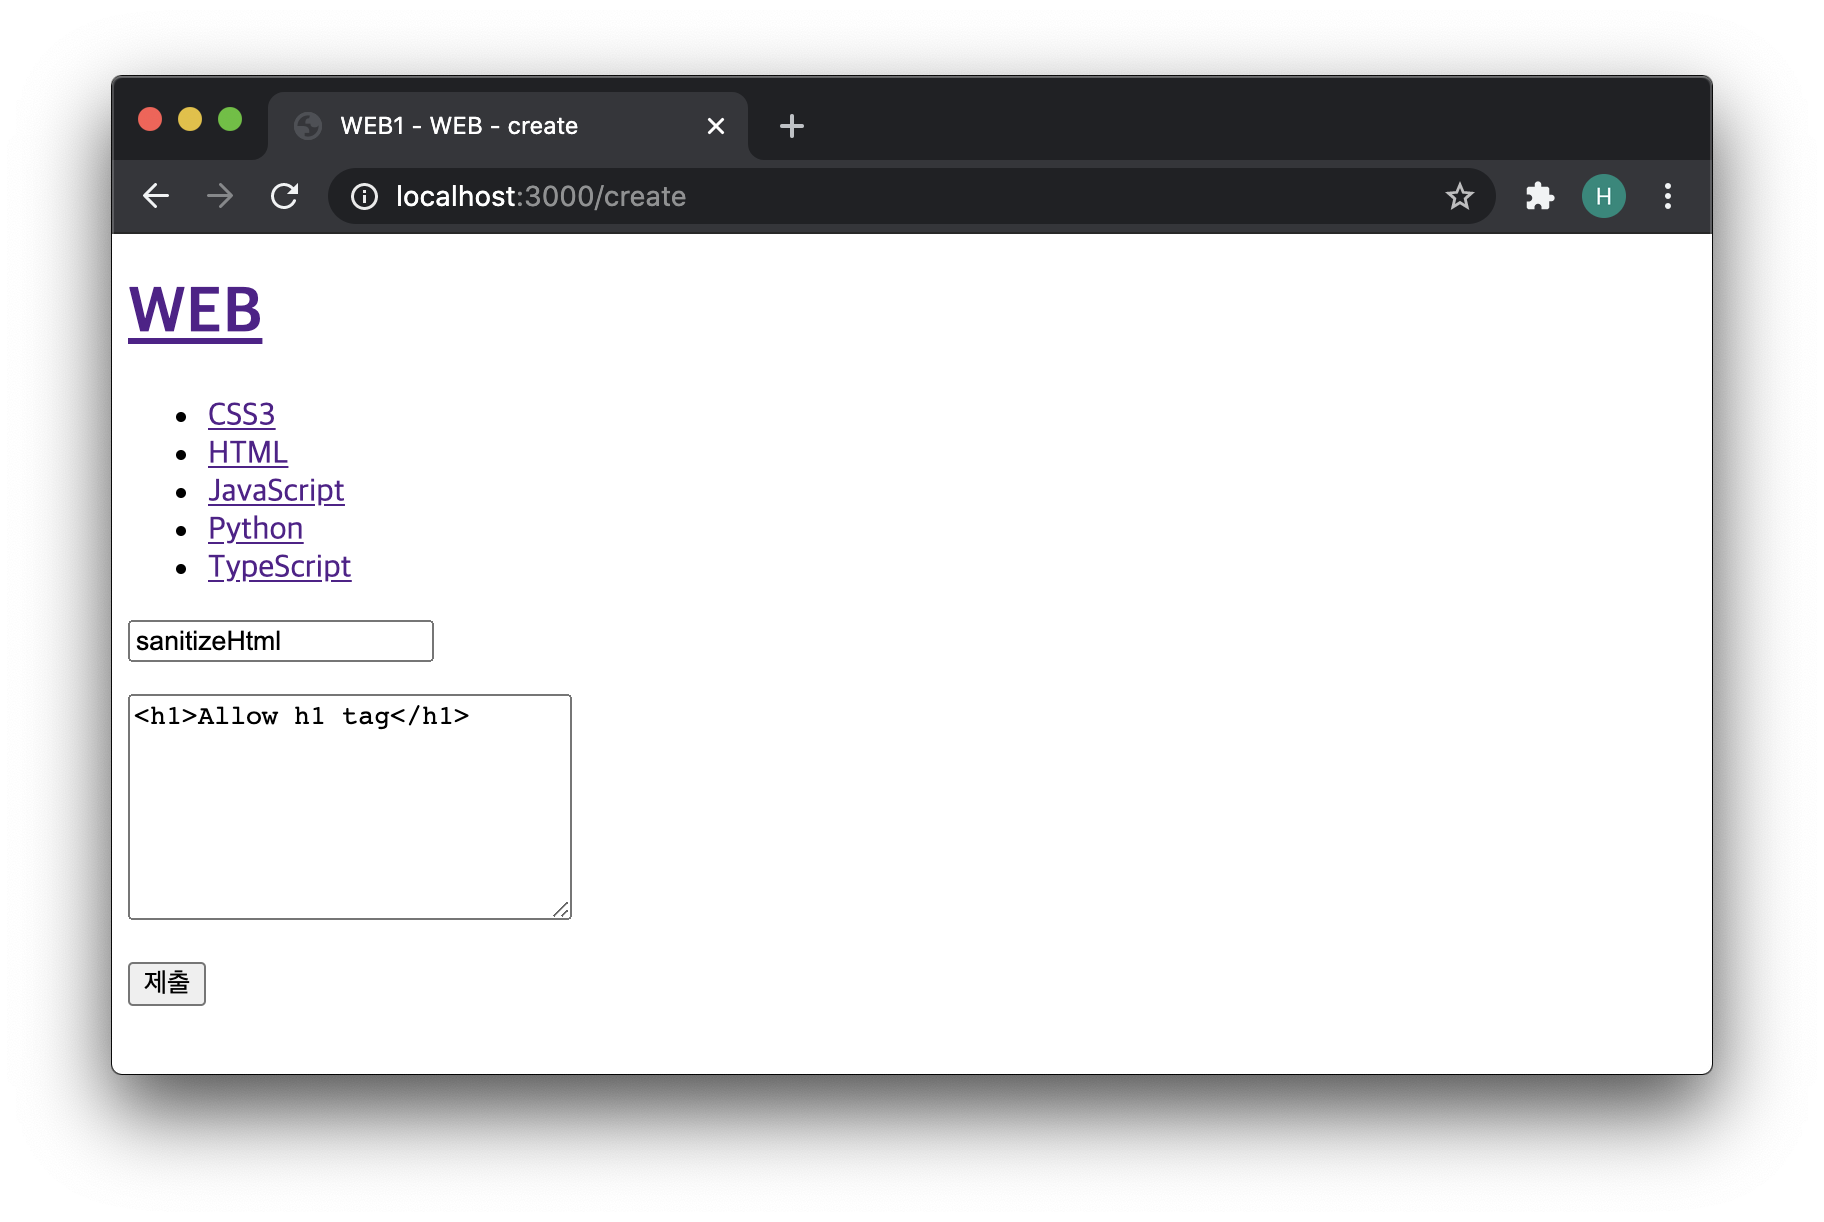 WEB1 - WEB - create
localhost:3000/create
H
WEB
CSS3
HTML
JavaScript
Python
TypeScript
sanitizeHtml
<h1>Allow h1 tag</h1>
제출